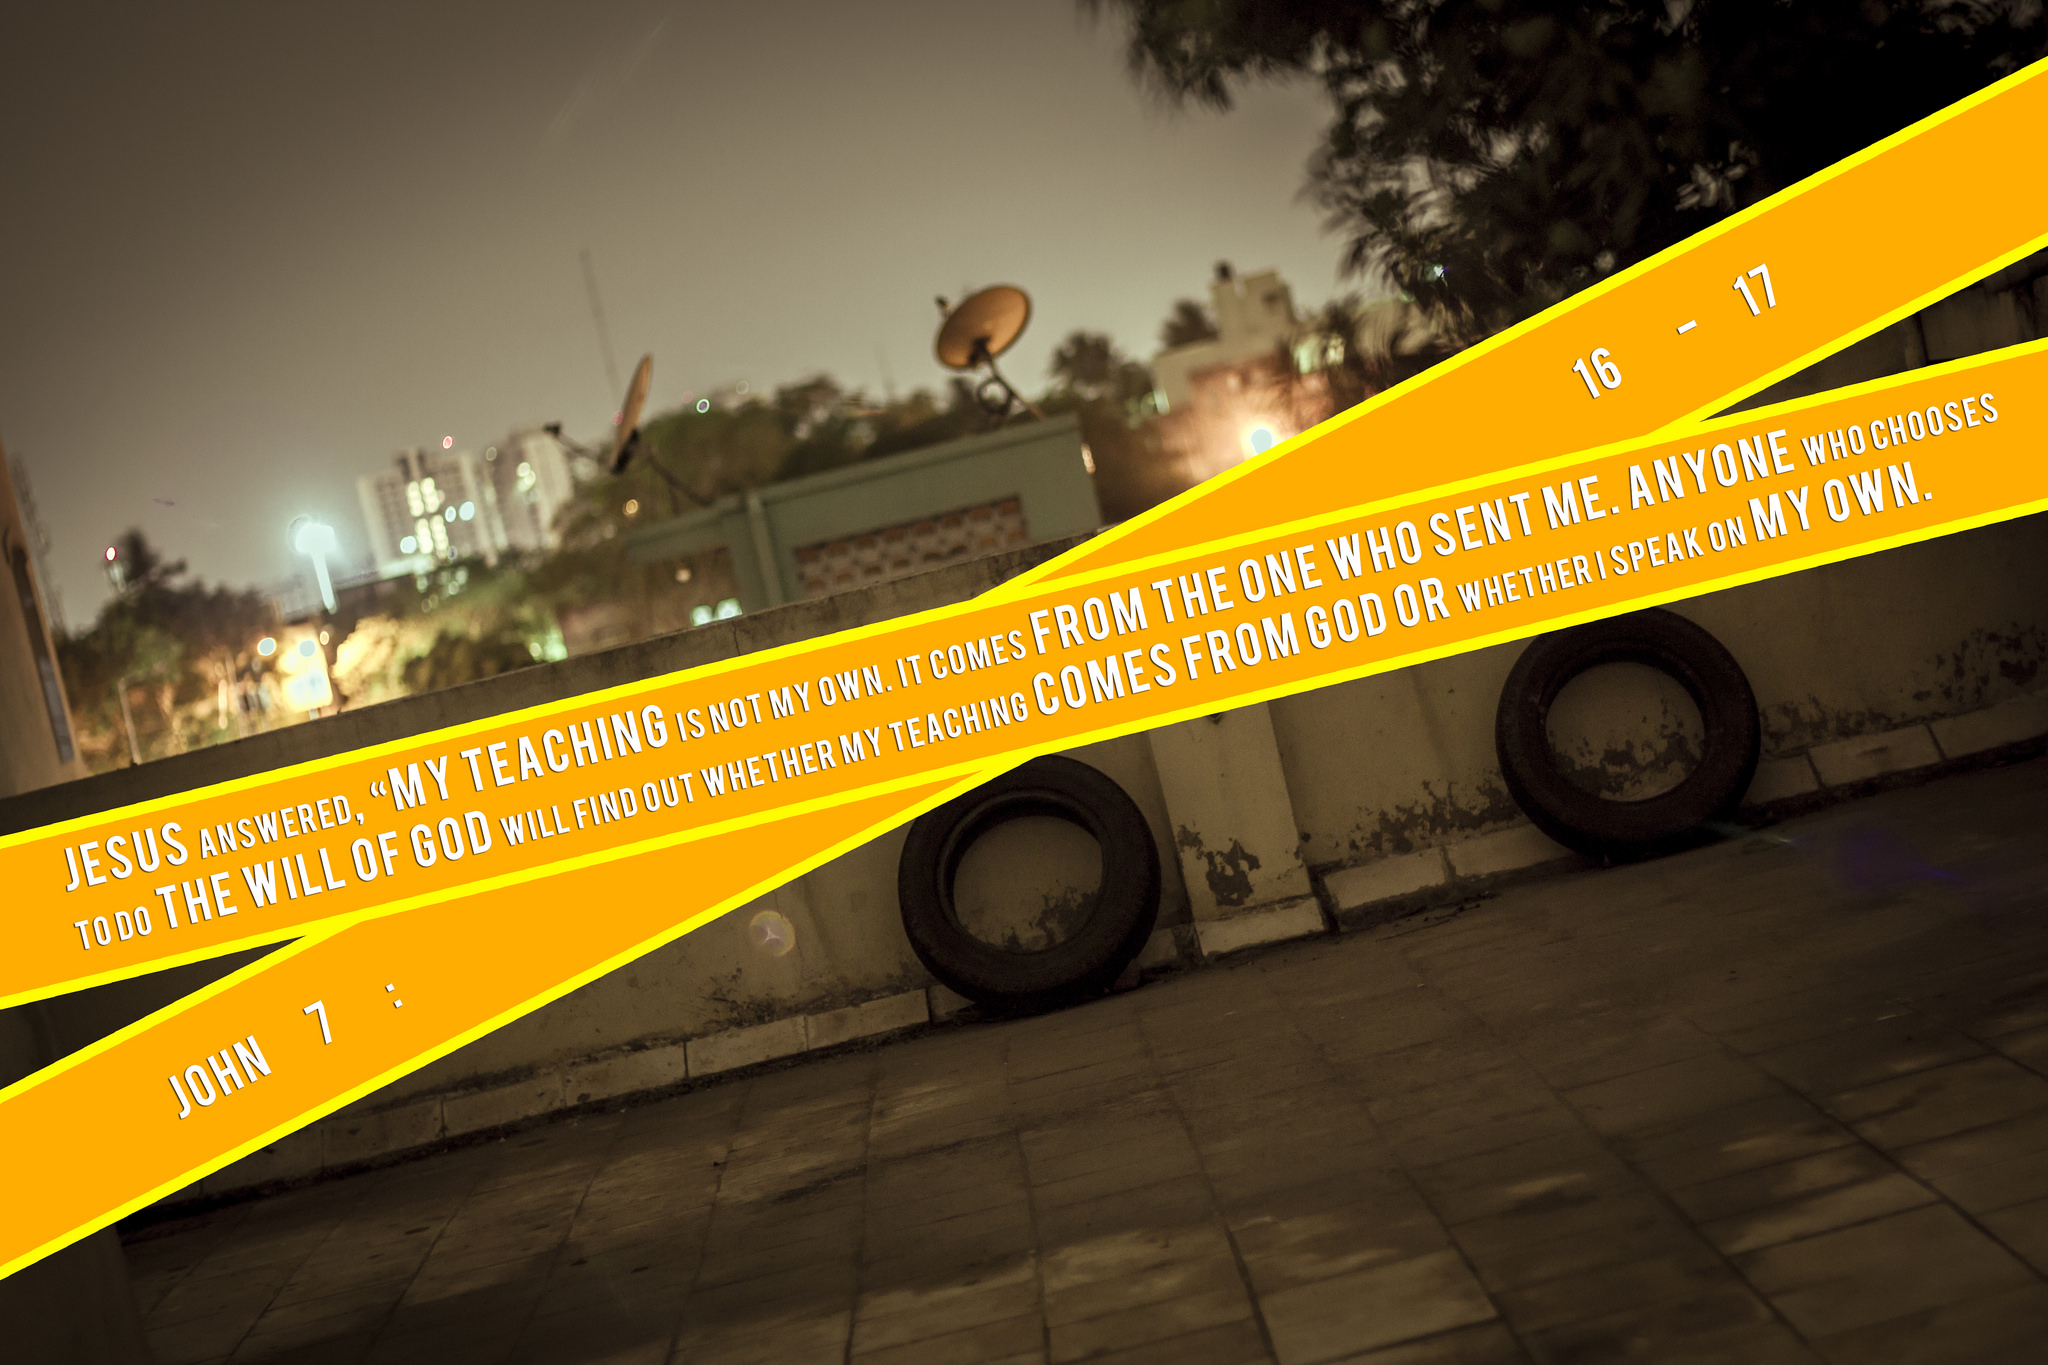 JESUS ANSWERED, “MY TEACHING IS NOT MY OWN. IT COMES FROM THE ONE WHO SENT ME. ANYONE WHO CHOOSES
TO DO THE WILL OF GOD WILL FIND OUT WHETHER MY TEACHING COMES FROM GOD OR WHETHER I SPEAK ON MY OWN.
JOHN 7 : 16 - 17